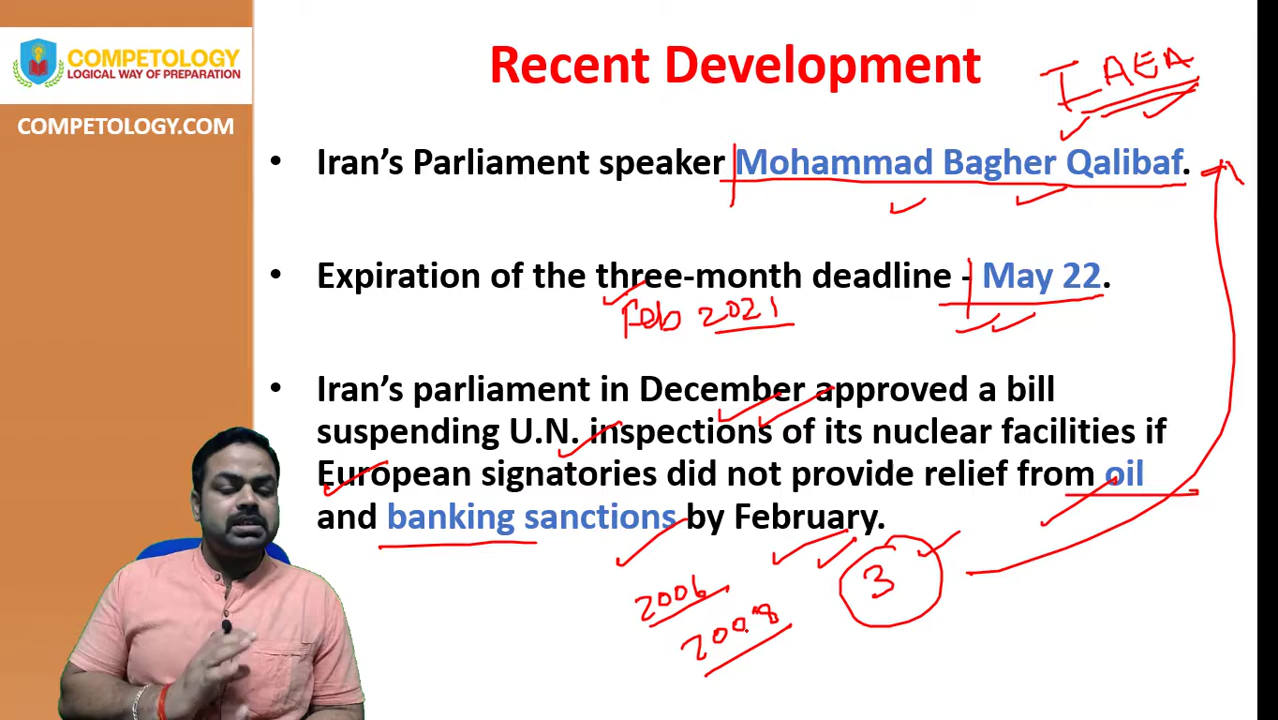 COMPETOLOGY
LOGICAL WAY OF PREPARATION
COMPETOLOGY.COM
Recent Development
IAEA
• Iran's Parliament speaker Mohammad Bagher Qalibaf.
• Expiration of the three-month deadline - May 22.
Feb 2021
• Iran's parliament in December approved a bill
suspending U.N. inspections of its nuclear facilities if
European signatories did not provide relief from oil
and banking sanctions by February.
3
2006
2008